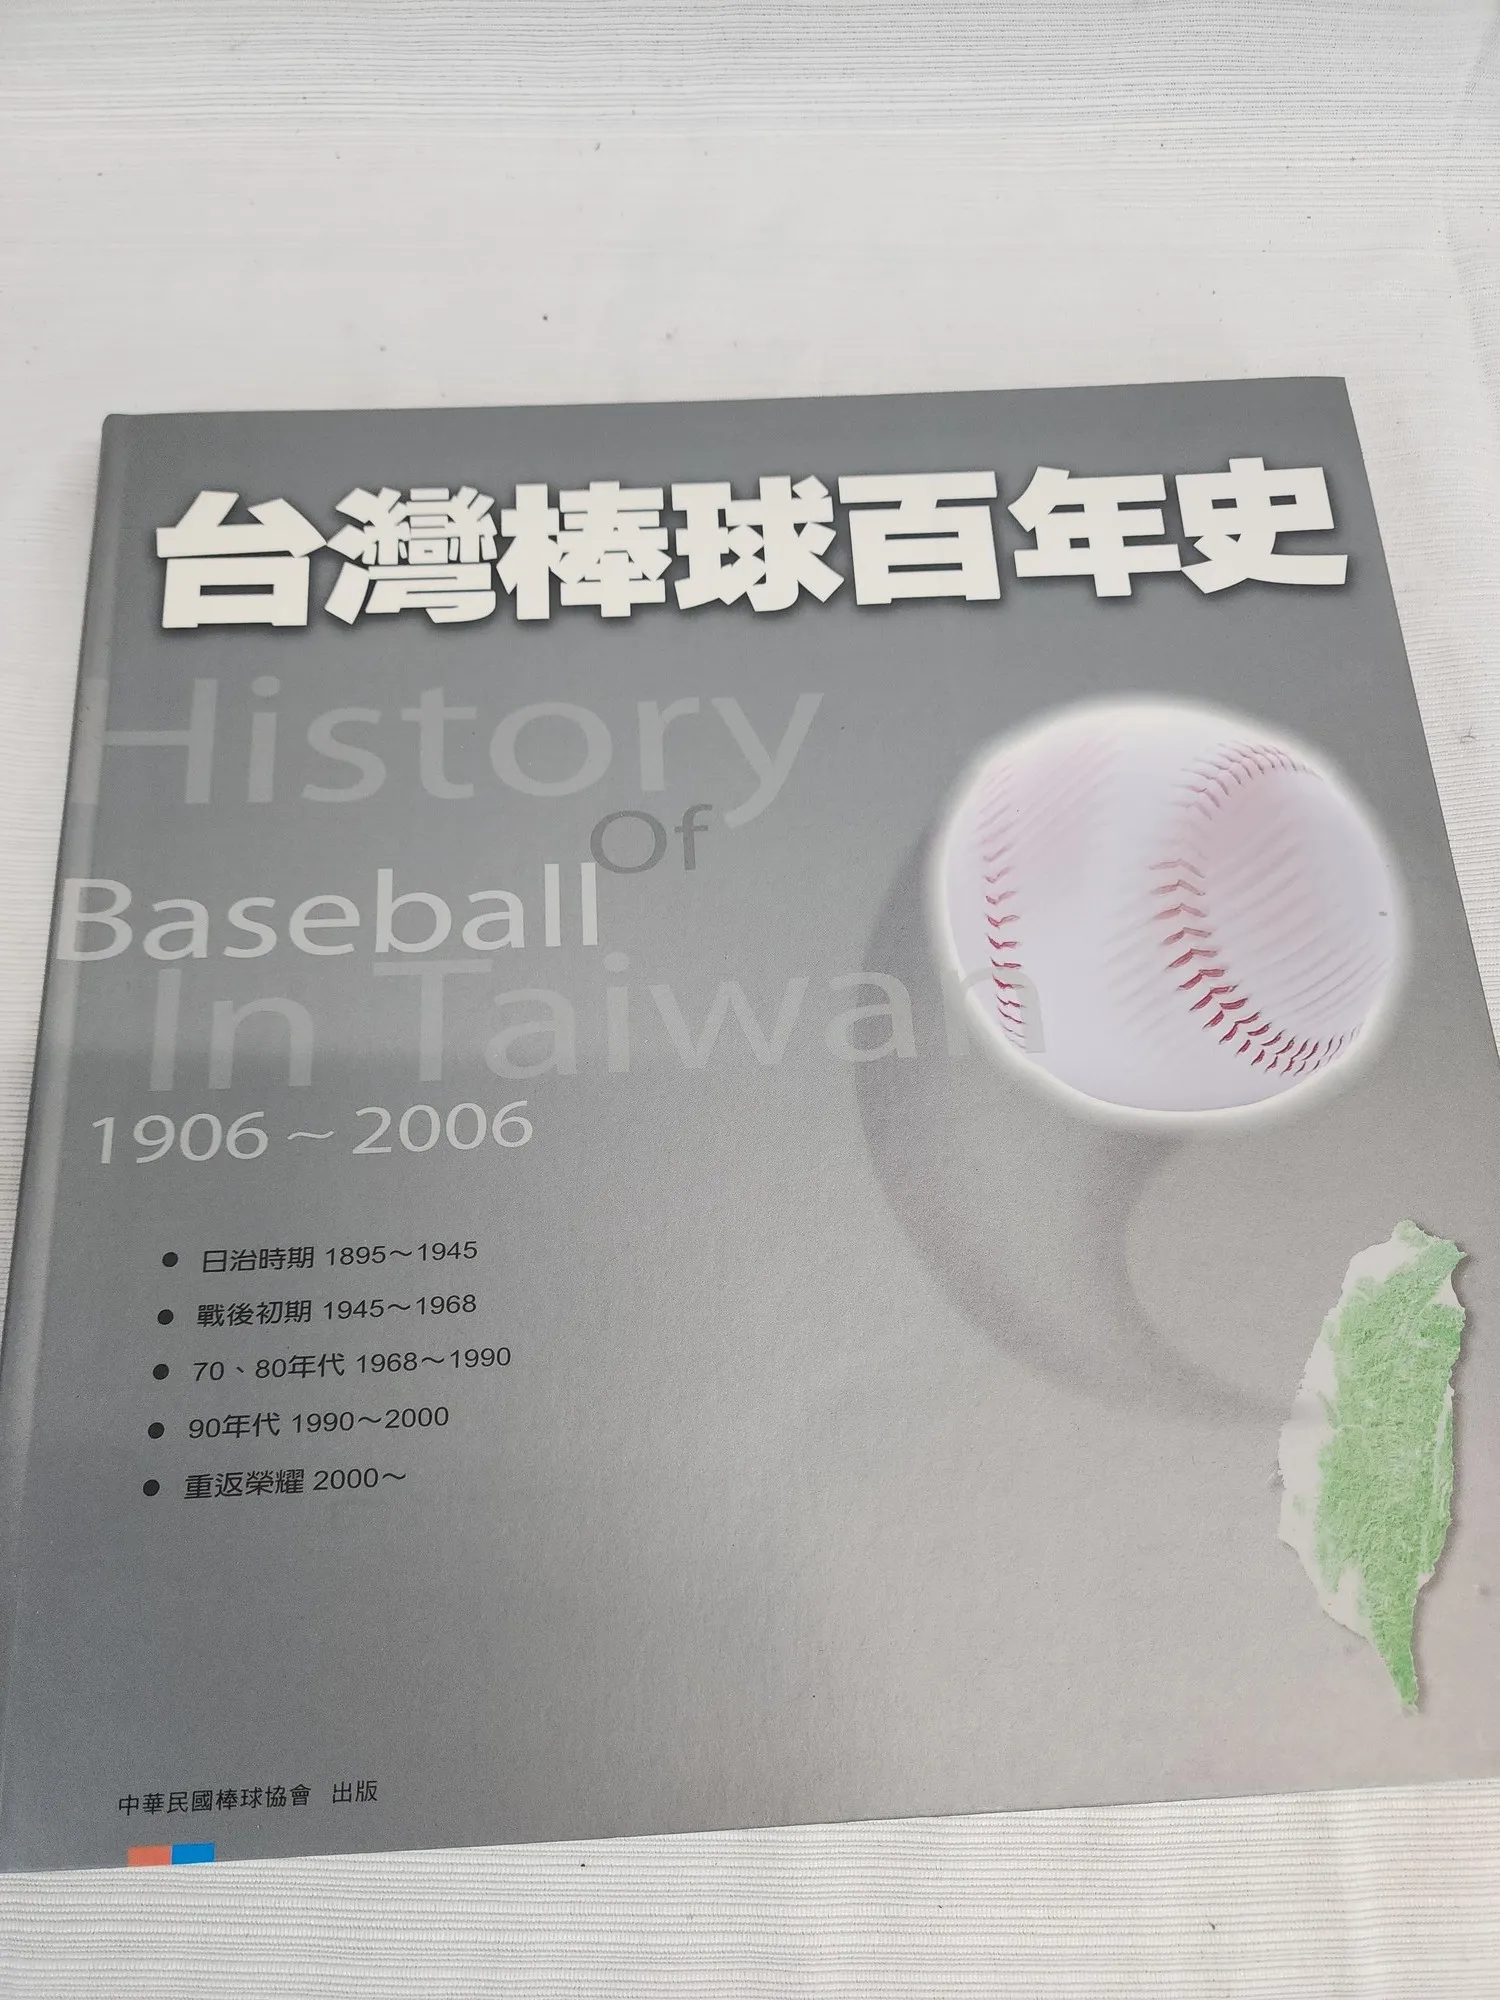 台灣棒球百年史
History
Of
Baseball
In Taiwan
1906～2006
● 日治時期 1895～1945
● 戰後初期 1945～1968
● 70、80年代 1968～1990
● 90年代 1990～2000
● 重返榮耀 2000～
中華民國棒球協會 出版